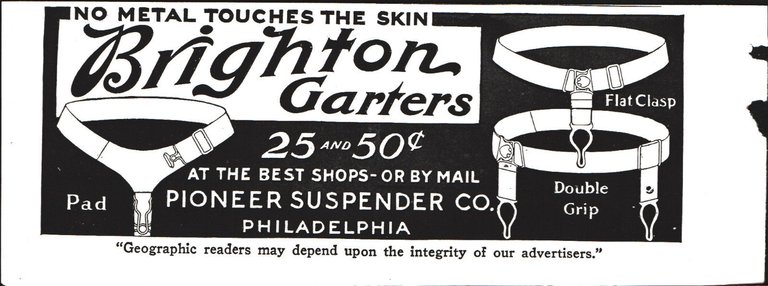 NO METAL TOUCHES THE SKIN
Brighton
Garters
Flat Clasp
25 AND 50¢
AT THE BEST SHOPS - OR BY MAIL
Pad
PIONEER SUSPENDER CO.
Double
Grip
PHILADELPHIA
"Geographic readers may depend upon the integrity of our advertisers."